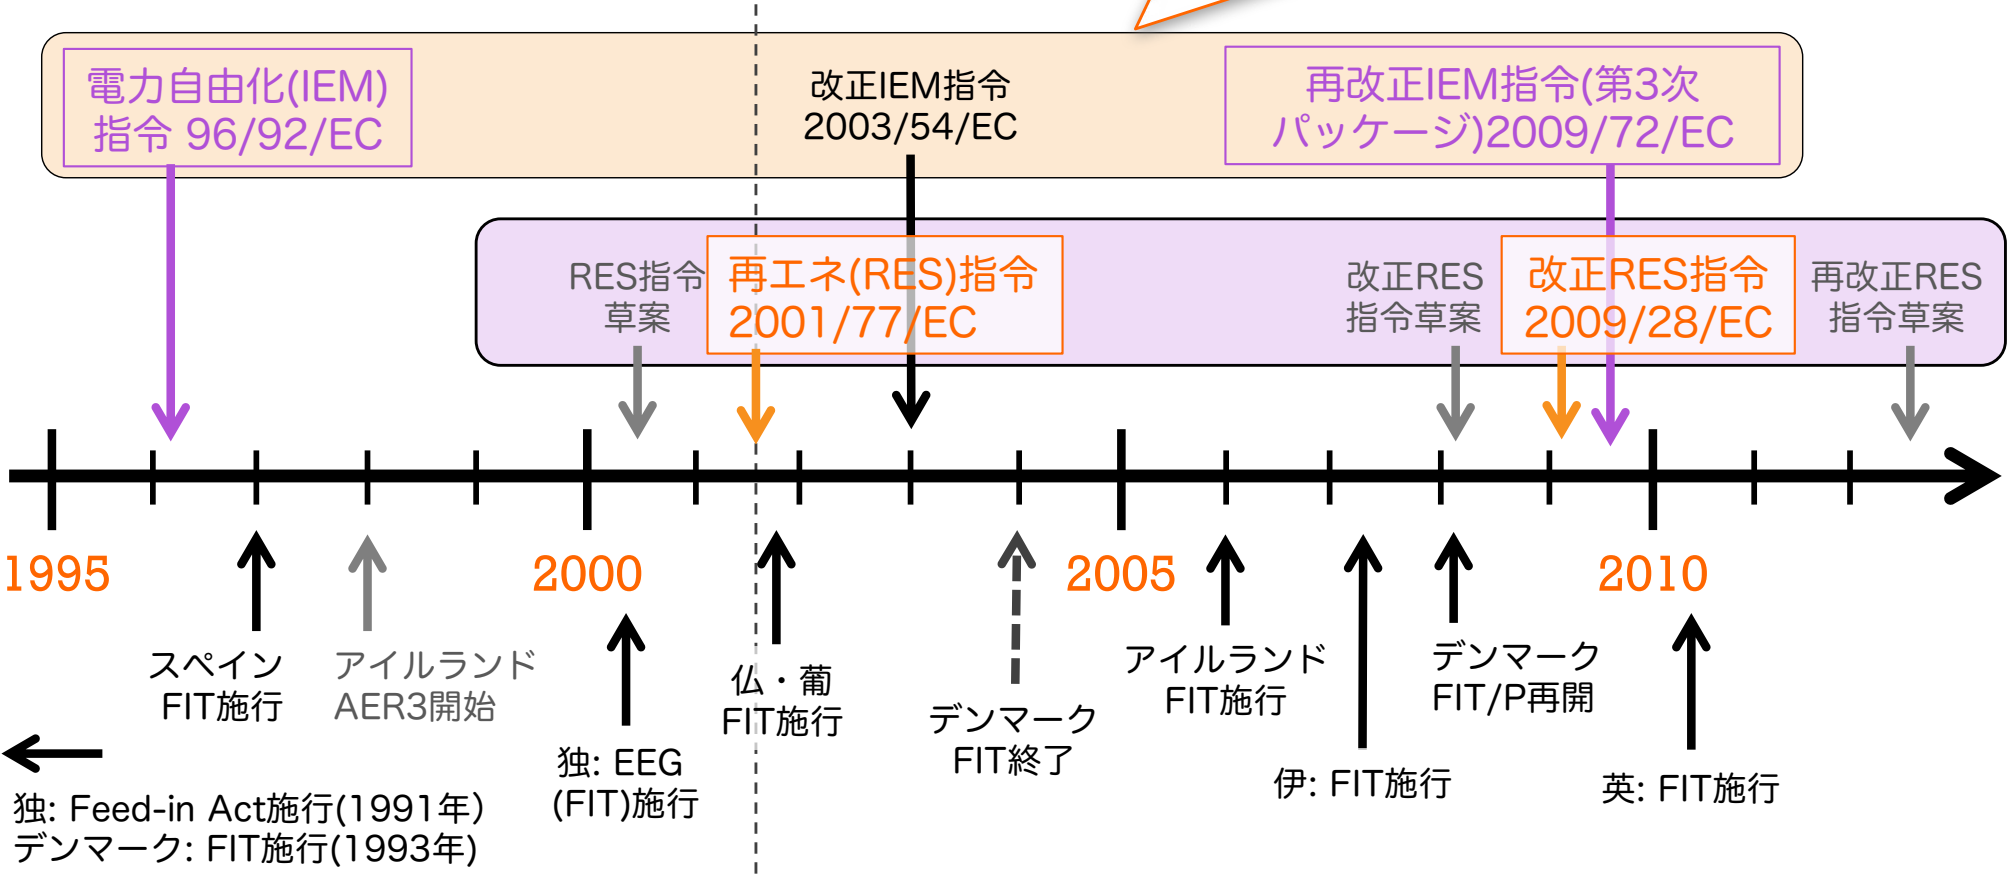 電力自由化(IEM)
指令 96/92/EC
改正IEM指令
2003/54/EC
再改正IEM指令(第3次
パッケージ)2009/72/EC
RES指令
草案
再エネ(RES)指令
2001/77/EC
改正RES
指令草案
改正RES指令
2009/28/EC
再改正RES
指令草案
1995
2000
2005
2010
スペイン
FIT施行
アイルランド
AER3開始
独: EEG
(FIT)施行
仏・葡
FIT施行
デンマーク
FIT終了
アイルランド
FIT施行
伊: FIT施行
デンマーク
FIT/P再開
英: FIT施行
独: Feed-in Act施行(1991年)
デンマーク: FIT施行(1993年)